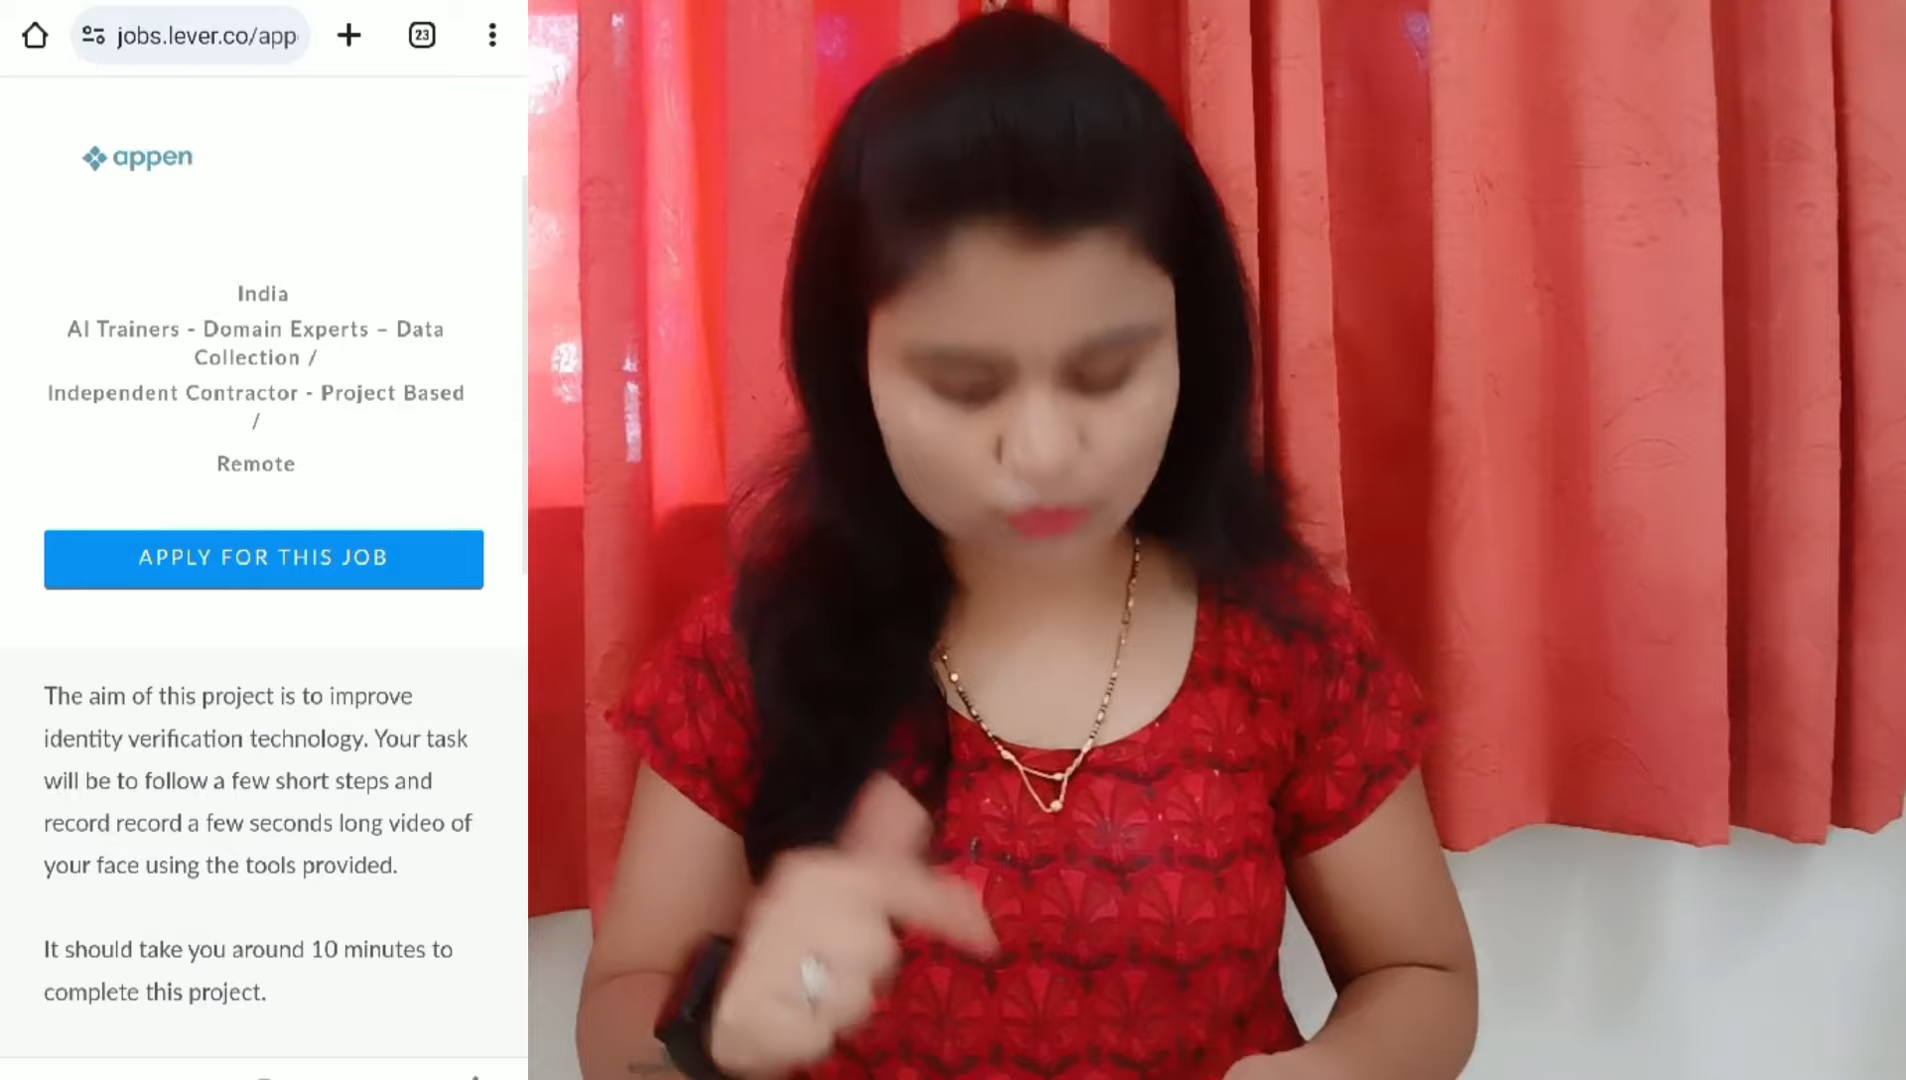 jobs.lever.co/app
23
appen
India
AI Trainers - Domain Experts – Data
Collection /
Independent Contractor - Project Based
/
Remote
APPLY FOR THIS JOB
The aim of this project is to improve
identity verification technology. Your task
will be to follow a few short steps and
record record a few seconds long video of
your face using the tools provided.
It should take you around 10 minutes to
complete this project.